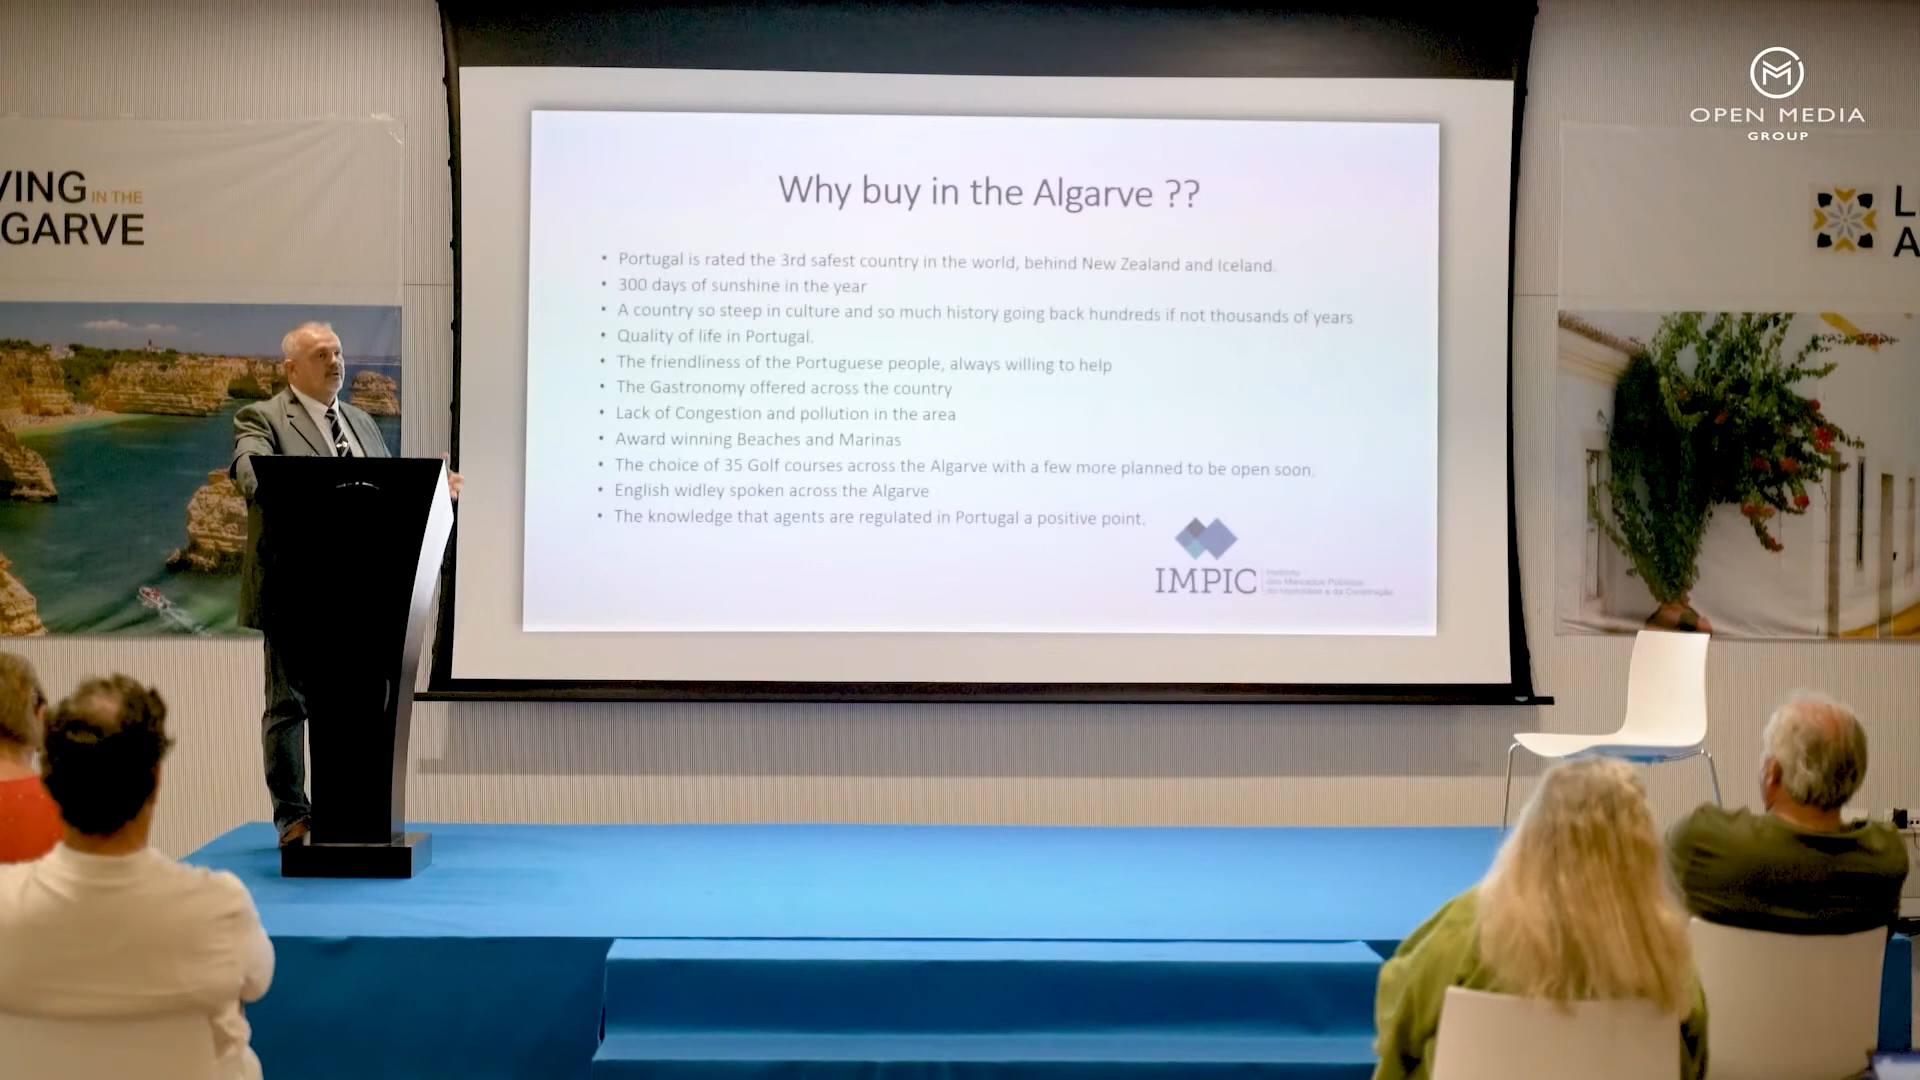 OPEN MEDIA
GROUP
VING IN THE
GARVE
L
A
Why buy in the Algarve ??
• Portugal is rated the 3rd safest country in the world, behind New Zealand and Iceland.
• 300 days of sunshine in the year
• A country so steep in culture and so much history going back hundreds if not thousands of years
• Quality of life in Portugal.
• The friendliness of the Portuguese people, always willing to help
• The Gastronomy offered across the country
• Lack of Congestion and pollution in the area
• Award winning Beaches and Marinas
• The choice of 35 Golf courses across the Algarve with a few more planned to be open soon.
• English widley spoken across the Algarve
• The knowledge that agents are regulated in Portugal a positive point.
IMPIC
dos Mercados Públicos
e da Construção